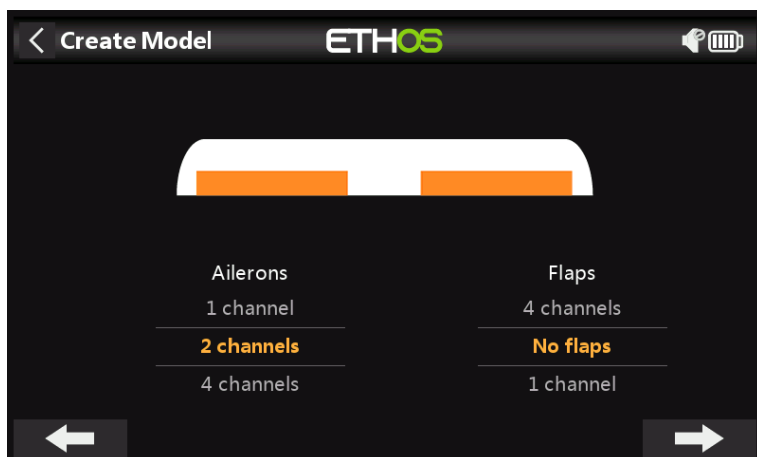 Create Model
ETHOS
Ailerons
Flaps
1 channel
4 channels
2 channels
No flaps
4 channels
1 channel